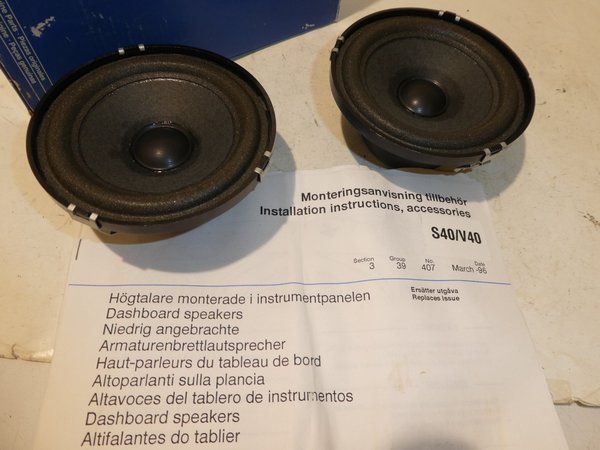 Monteringsanvisning tillbehör
Installation instructions, accessories
S40/V40
Section Group No. Date
3 39 407 March -96
Ersätter utgåva
Replaces issue
Högtalare monterade i instrumentpanelen
Dashboard speakers
Niedrig angebrachte
Armaturenbrettlautsprecher
Haut-parleurs du tableau de bord
Altoparlanti sulla plancia
Altavoces del tablero de instrumentos
Dashboard speakers
Altifalantes do tablier